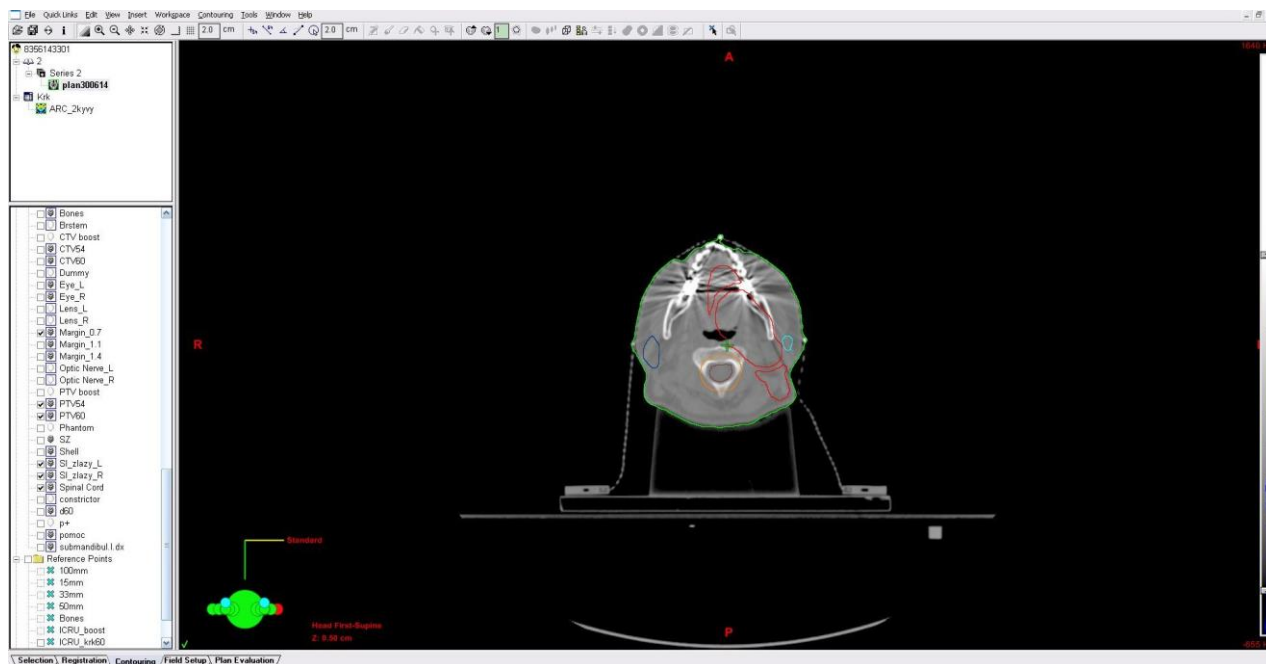 File Quick Links Edit View Insert Workspace Contouring Tools Window Help
2.0 cm 2.0 cm 1
8356143301
2
Series 2
plan300614
Krk
ARC_2kyvy
Bones
Brstem
CTV boost
CTV54
CTV60
Dummy
Eye_L
Eye_R
Lens_L
Lens_R
Margin_0.7
Margin_1.1
Margin_1.4
Optic Nerve_L
Optic Nerve_R
PTV boost
PTV54
PTV60
Phantom
SZ
Shell
Sl_zlazy_L
Sl_zlazy_R
Spinal Cord
constrictor
d60
p+
pomoc
submandibul.l.dx
Reference Points
100mm
15mm
33mm
50mm
Bones
ICRU_boost
ICRU_krk60
A
R
P
Standard
Head First-Supine
Z: 8.50 cm
Selection Registration Contouring Field Setup Plan Evaluation